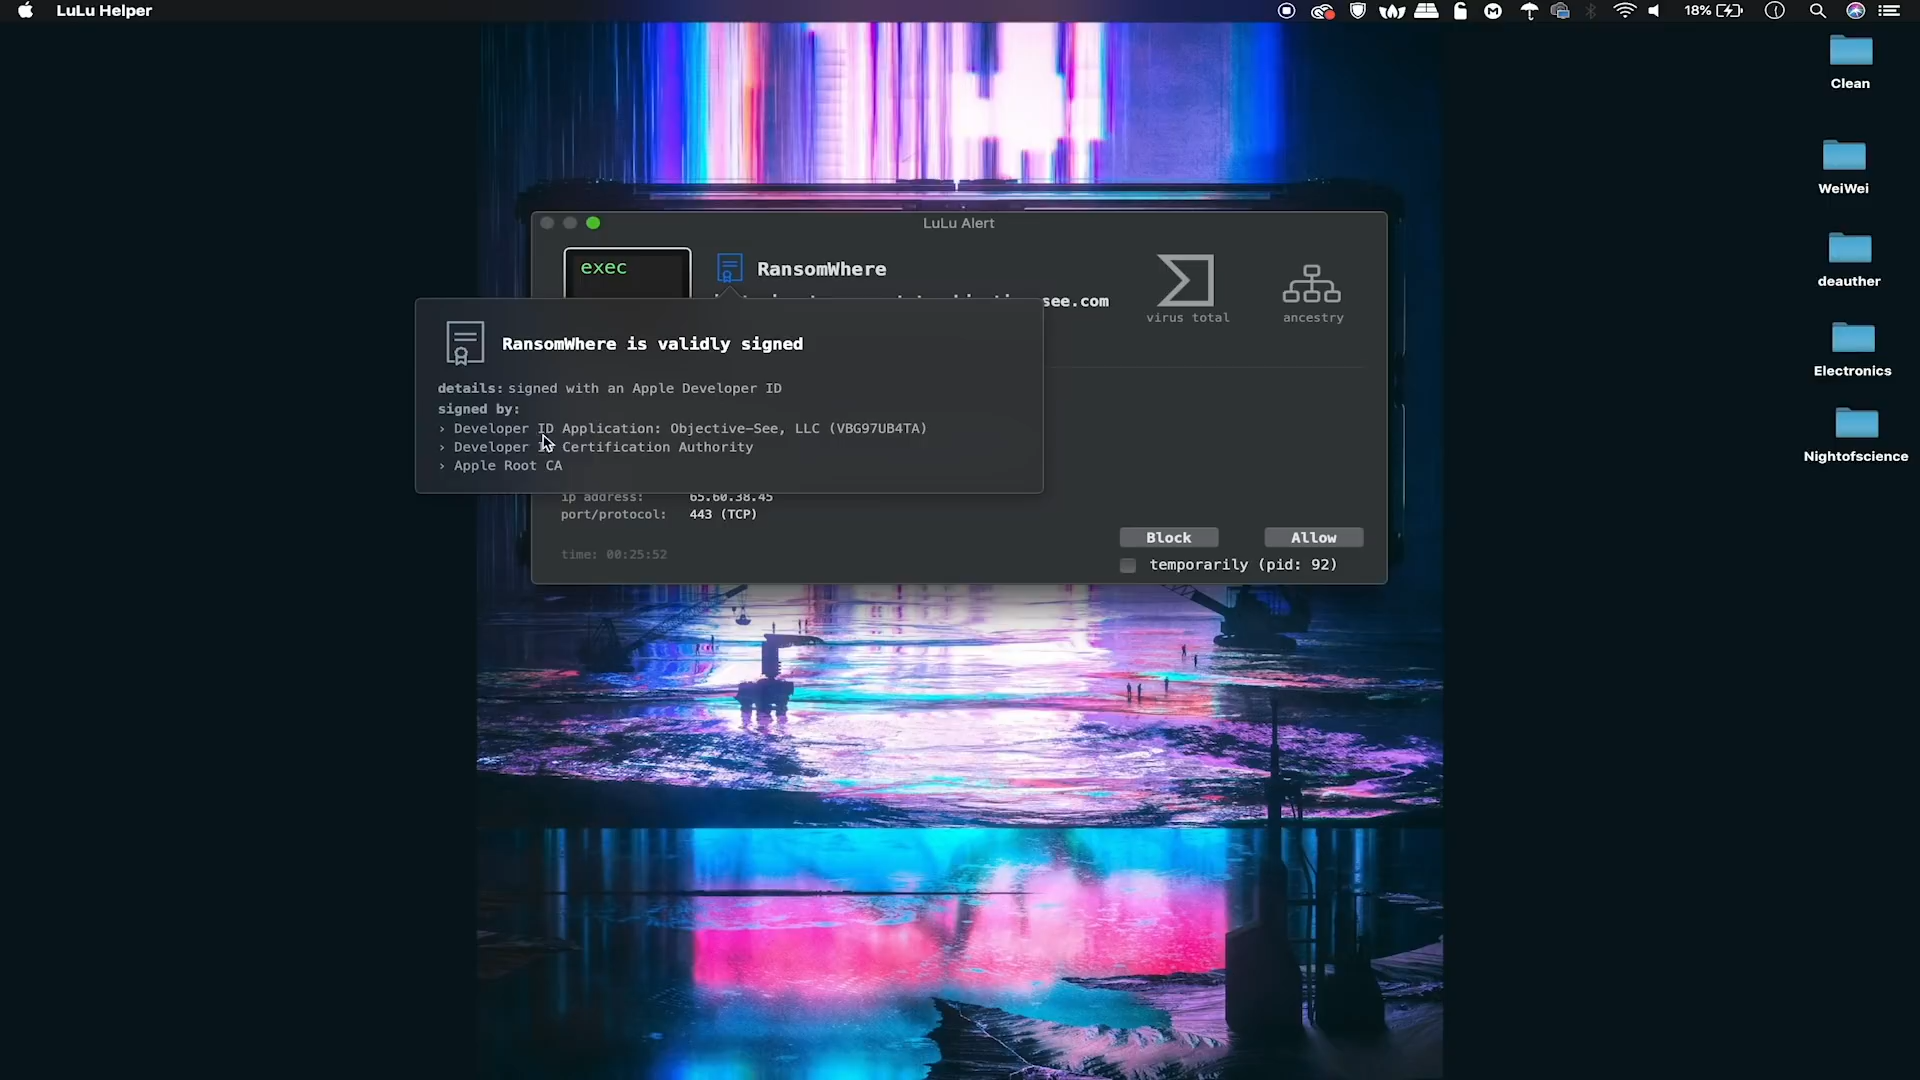 LuLu Helper
18%
Clean
WeiWei
deauther
Electronics
Nightofscience
LuLu Alert
exec
RansomWhere
see.com
virus total
ancestry
RansomWhere is validly signed
details: signed with an Apple Developer ID
signed by:
› Developer ID Application: Objective-See, LLC (VBG97UB4TA)
› Developer ID Certification Authority
› Apple Root CA
ip address: 65.60.38.45
port/protocol: 443 (TCP)
time: 00:25:52
Block
Allow
temporarily (pid: 92)